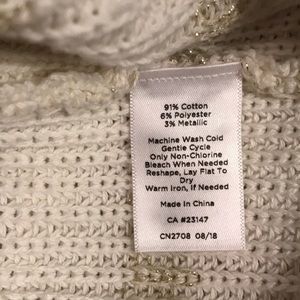 91% Cotton
6% Polyester
3% Metallic
Machine Wash Cold
Gentle Cycle
Only Non-Chlorine
Bleach When Needed
Reshape, Lay Flat To
Dry
Warm Iron, If Needed
Made In China
CA #23147
CN2708 08/18